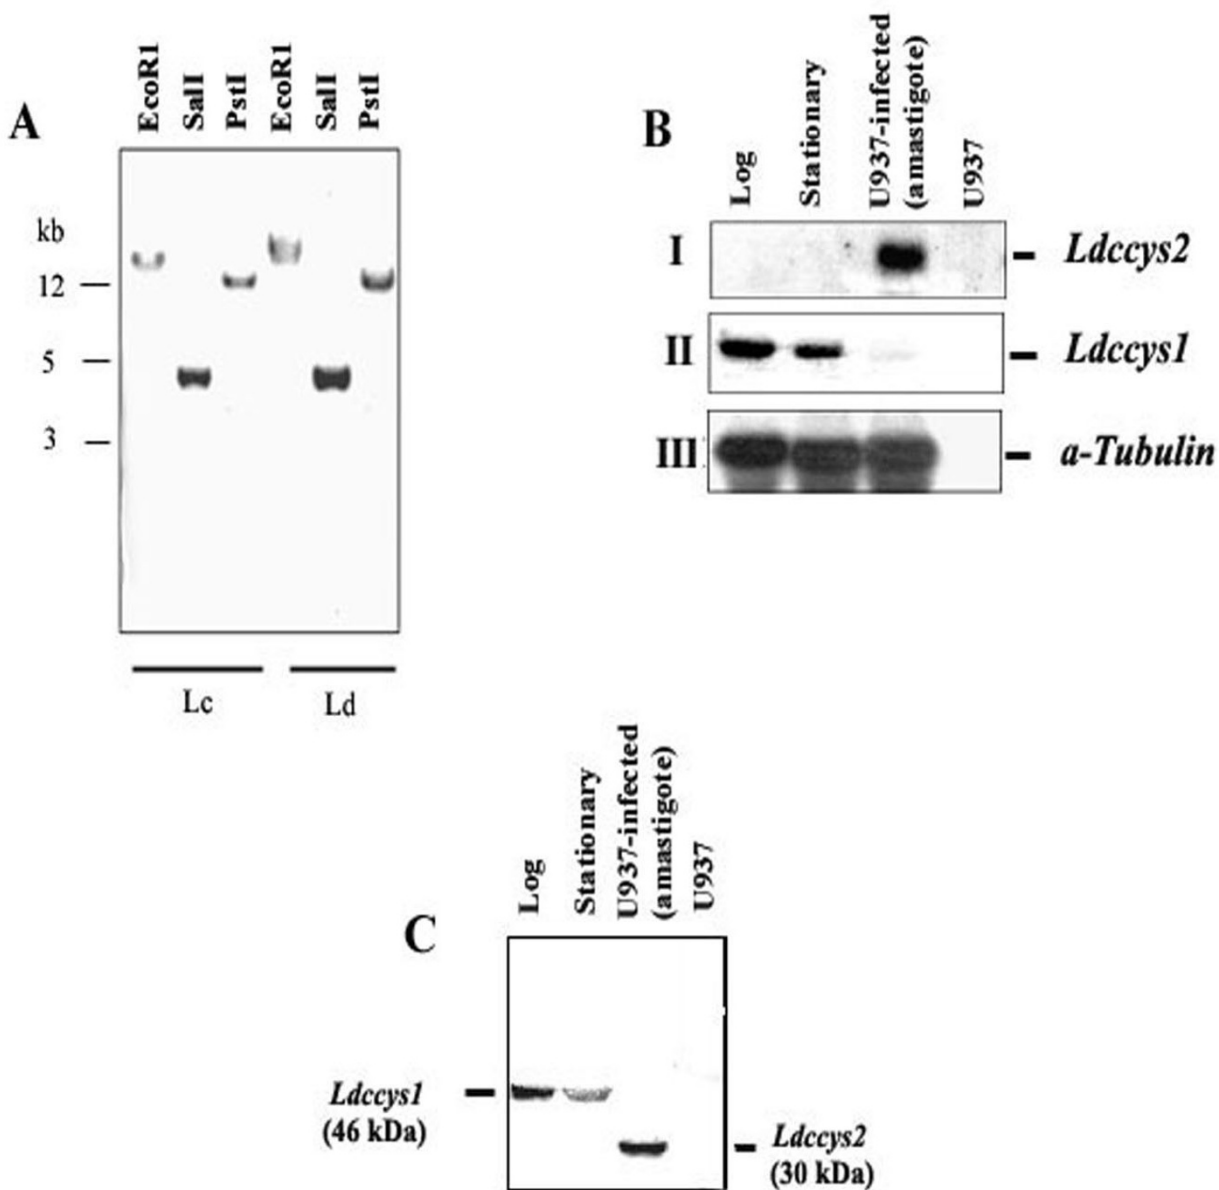 A
EcoR1
SalI
PstI
EcoR1
SalI
PstI
kb
12
5
3
Lc
Ld
B
Log
Stationary
U937-infected
(amastigote)
U937
I
Ldccys2
II
Ldccys1
III
a-Tubulin
C
Log
Stationary
U937-infected
(amastigote)
U937
Ldccys1
(46 kDa)
Ldccys2
(30 kDa)